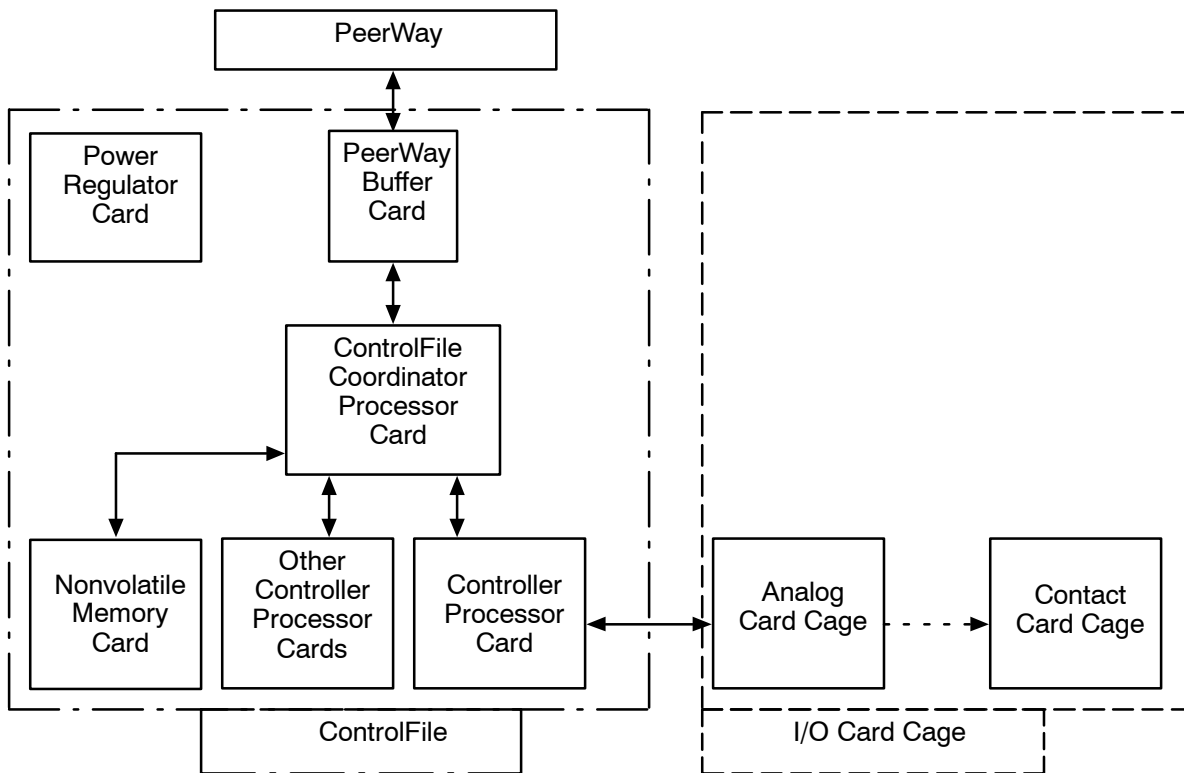 PeerWay
Power
Regulator
Card
PeerWay
Buffer
Card
ControlFile
Coordinator
Processor
Card
Nonvolatile
Memory
Card
Other
Controller
Processor
Cards
Controller
Processor
Card
Analog
Card Cage
Contact
Card Cage
ControlFile
I/O Card Cage